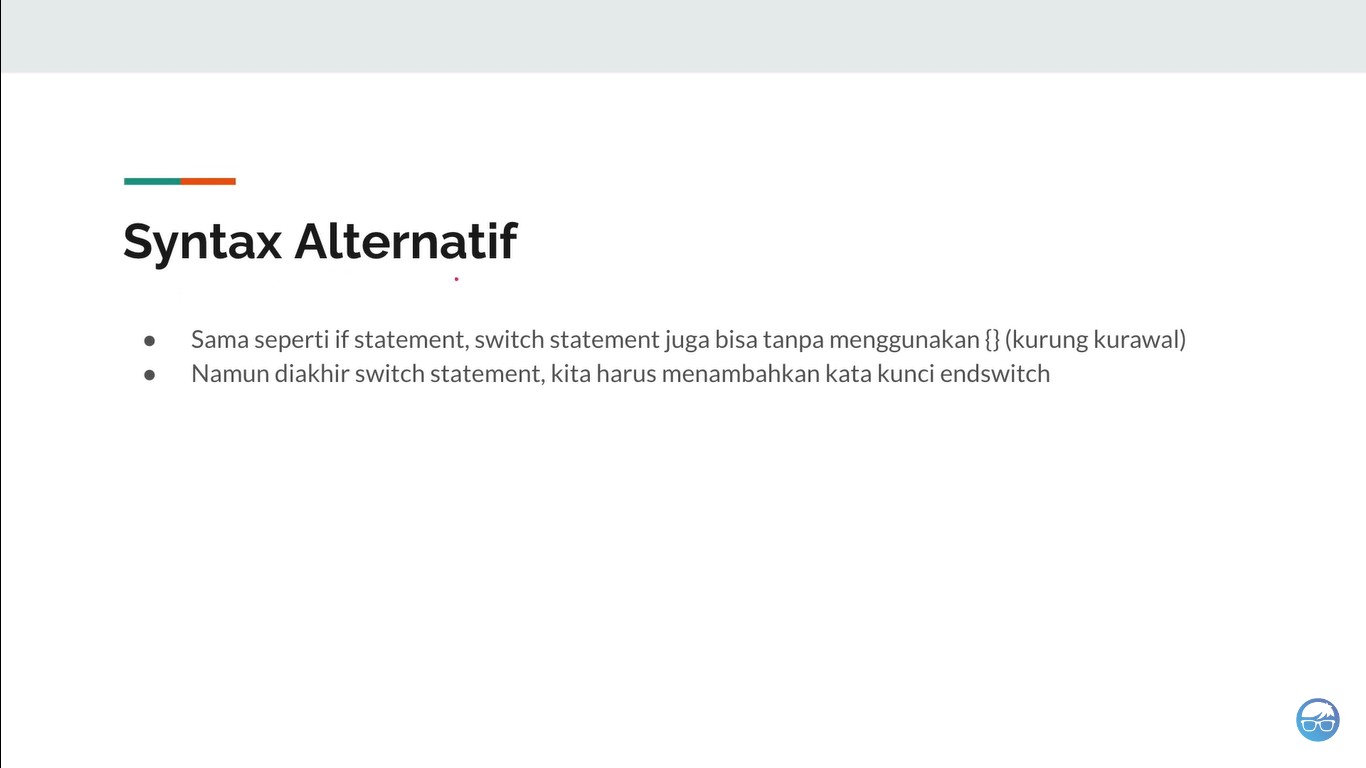 Syntax Alternatif
● Sama seperti if statement, switch statement juga bisa tanpa menggunakan {} (kurung kurawal)
● Namun diakhir switch statement, kita harus menambahkan kata kunci endswitch